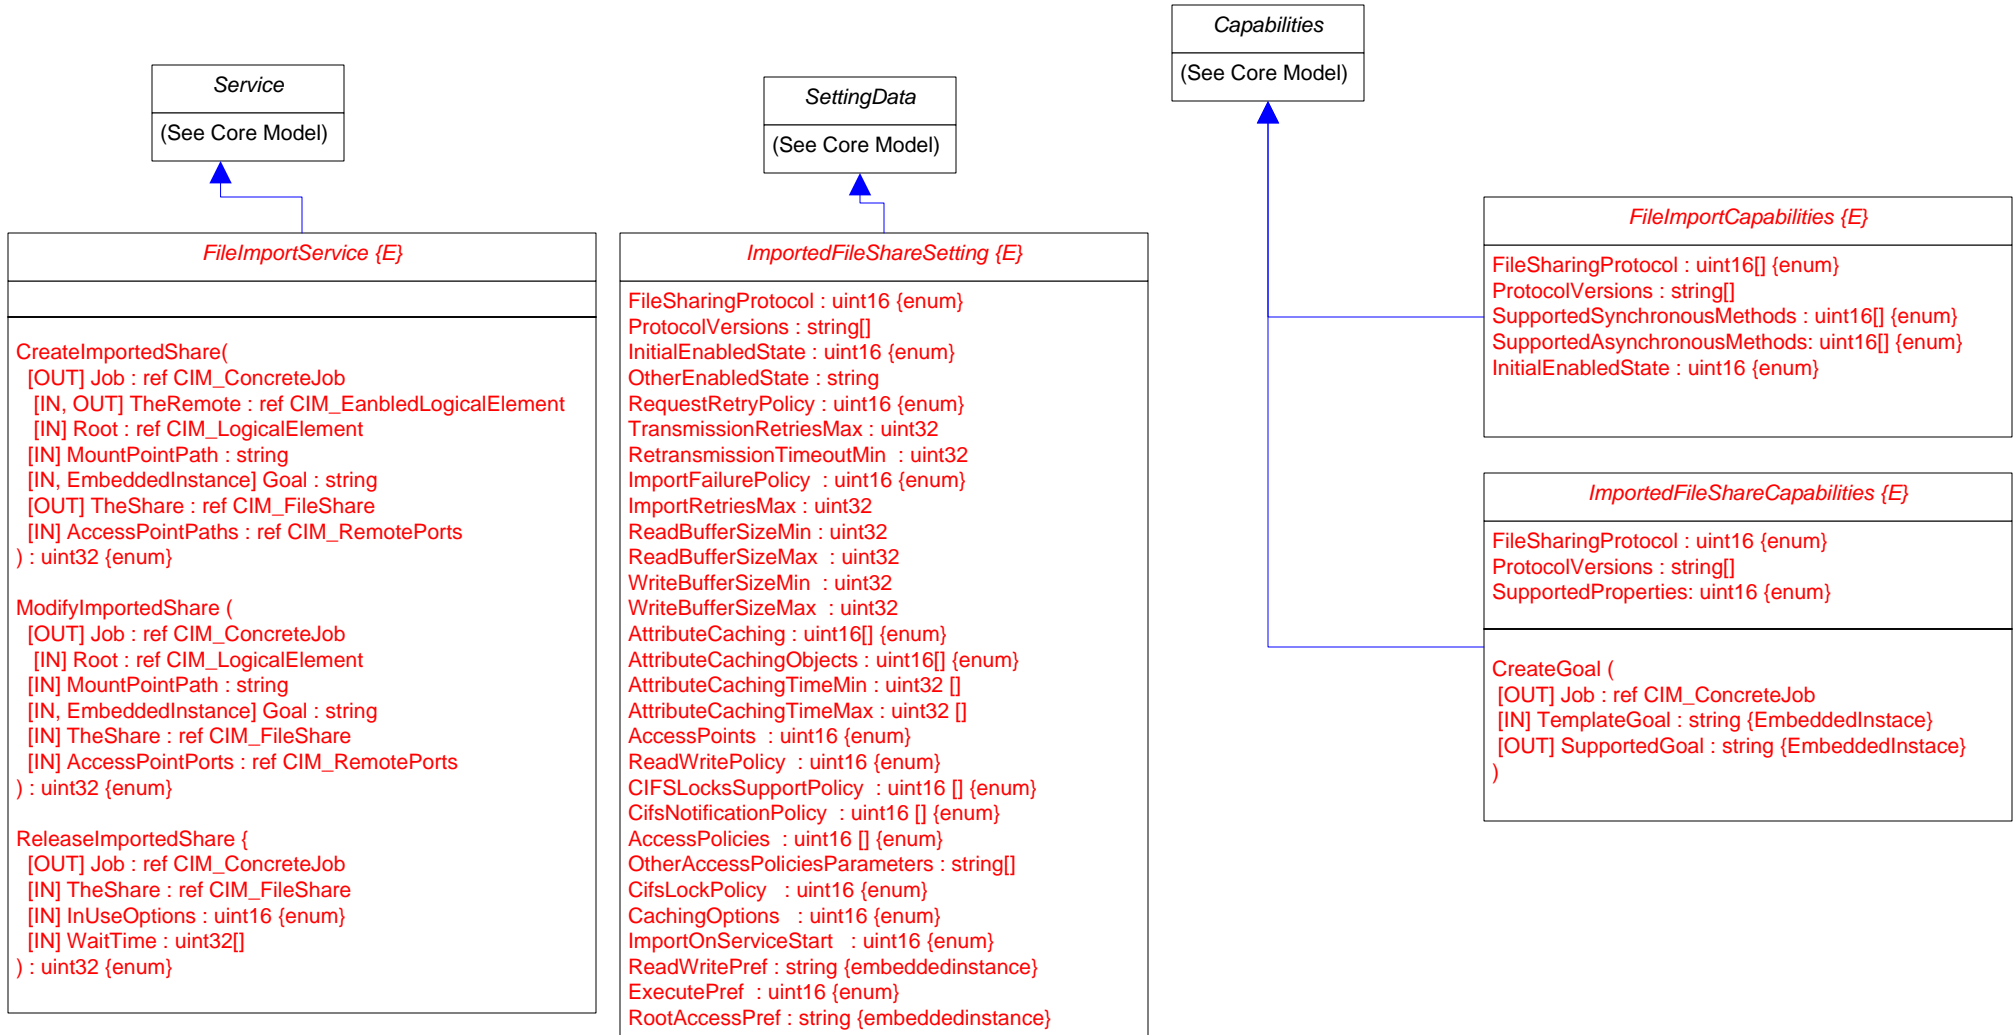 Service
(See Core Model)
FileImportService {E}
CreateImportedShare(
[OUT] Job : ref CIM_ConcreteJob
[IN, OUT] TheRemote : ref CIM_EanbledLogicalElement
[IN] Root : ref CIM_LogicalElement
[IN] MountPointPath : string
[IN, EmbeddedInstance] Goal : string
[OUT] TheShare : ref CIM_FileShare
[IN] AccessPointPaths : ref CIM_RemotePorts
) : uint32 {enum}
ModifyImportedShare (
[OUT] Job : ref CIM_ConcreteJob
[IN] Root : ref CIM_LogicalElement
[IN] MountPointPath : string
[IN, EmbeddedInstance] Goal : string
[IN] TheShare : ref CIM_FileShare
[IN] AccessPointPorts : ref CIM_RemotePorts
) : uint32 {enum}
ReleaseImportedShare {
[OUT] Job : ref CIM_ConcreteJob
[IN] TheShare : ref CIM_FileShare
[IN] InUseOptions : uint16 {enum}
[IN] WaitTime : uint32[]
) : uint32 {enum}
SettingData
(See Core Model)
ImportedFileShareSetting {E}
FileSharingProtocol : uint16 {enum}
ProtocolVersions : string[]
InitialEnabledState : uint16 {enum}
OtherEnabledState : string
RequestRetryPolicy : uint16 {enum}
TransmissionRetriesMax : uint32
RetransmissionTimeoutMin : uint32
ImportFailurePolicy : uint16 {enum}
ImportRetriesMax : uint32
ReadBufferSizeMin : uint32
ReadBufferSizeMax : uint32
WriteBufferSizeMin : uint32
WriteBufferSizeMax : uint32
AttributeCaching : uint16[] {enum}
AttributeCachingObjects : uint16[] {enum}
AttributeCachingTimeMin : uint32 []
AttributeCachingTimeMax : uint32 []
AccessPoints : uint16 {enum}
ReadWritePolicy : uint16 {enum}
CIFSLocksSupportPolicy : uint16 [] {enum}
CifsNotificationPolicy : uint16 [] {enum}
AccessPolicies : uint16 [] {enum}
OtherAccessPoliciesParameters : string[]
CifsLockPolicy : uint16 {enum}
CachingOptions : uint16 {enum}
ImportOnServiceStart : uint16 {enum}
ReadWritePref : string {embeddedinstance}
ExecutePref : uint16 {enum}
RootAccessPref : string {embeddedinstance}
Capabilities
(See Core Model)
FileImportCapabilities {E}
FileSharingProtocol : uint16[] {enum}
ProtocolVersions : string[]
SupportedSynchronousMethods : uint16[] {enum}
SupportedAsynchronousMethods: uint16[] {enum}
InitialEnabledState : uint16 {enum}
ImportedFileShareCapabilities {E}
FileSharingProtocol : uint16 {enum}
ProtocolVersions : string[]
SupportedProperties: uint16 {enum}
CreateGoal (
[OUT] Job : ref CIM_ConcreteJob
[IN] TemplateGoal : string {EmbeddedInstace}
[OUT] SupportedGoal : string {EmbeddedInstace}
)